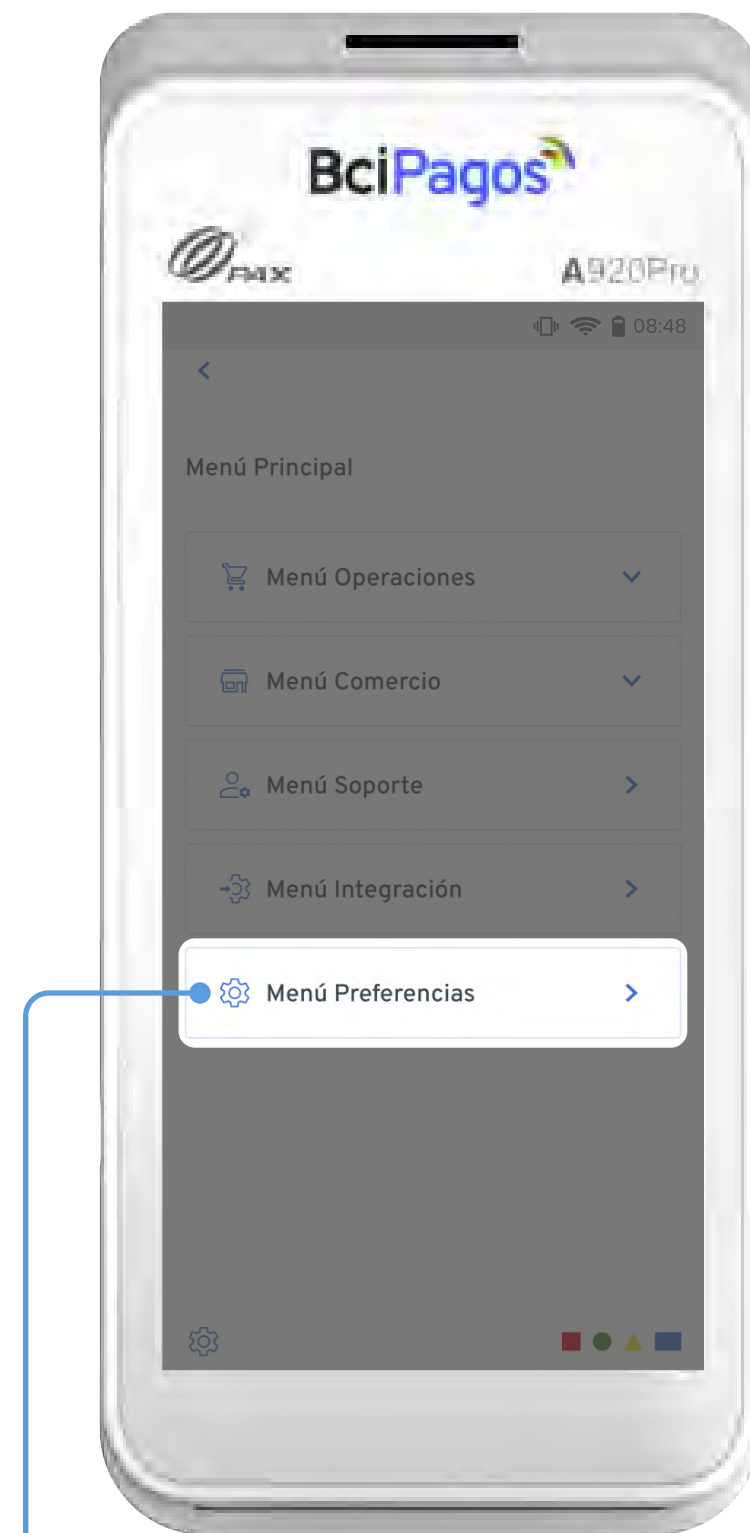 BciPagos
PAX
A920Pro
08:48
Menú Principal
Menú Operaciones
Menú Comercio
Menú Soporte
Menú Integración
Menú Preferencias